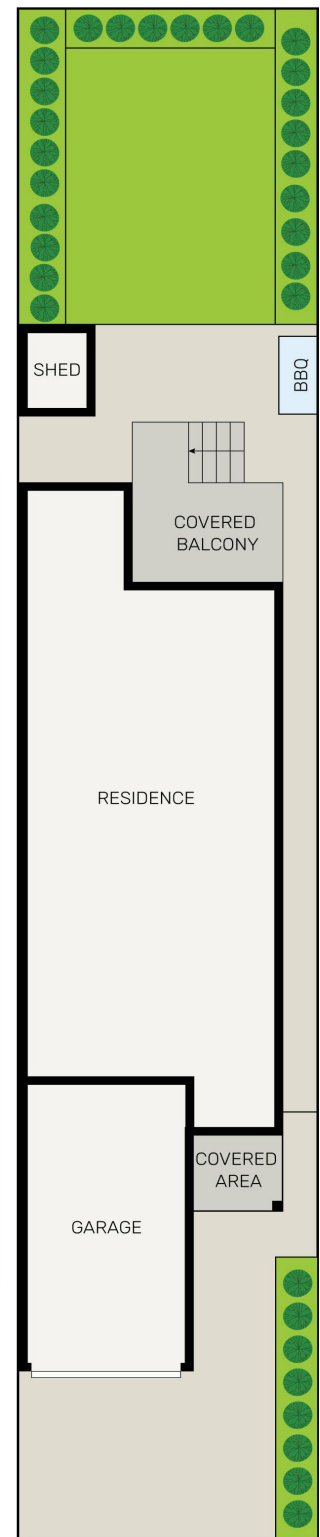 SHED
BBQ
COVERED
BALCONY
RESIDENCE
COVERED
AREA
GARAGE